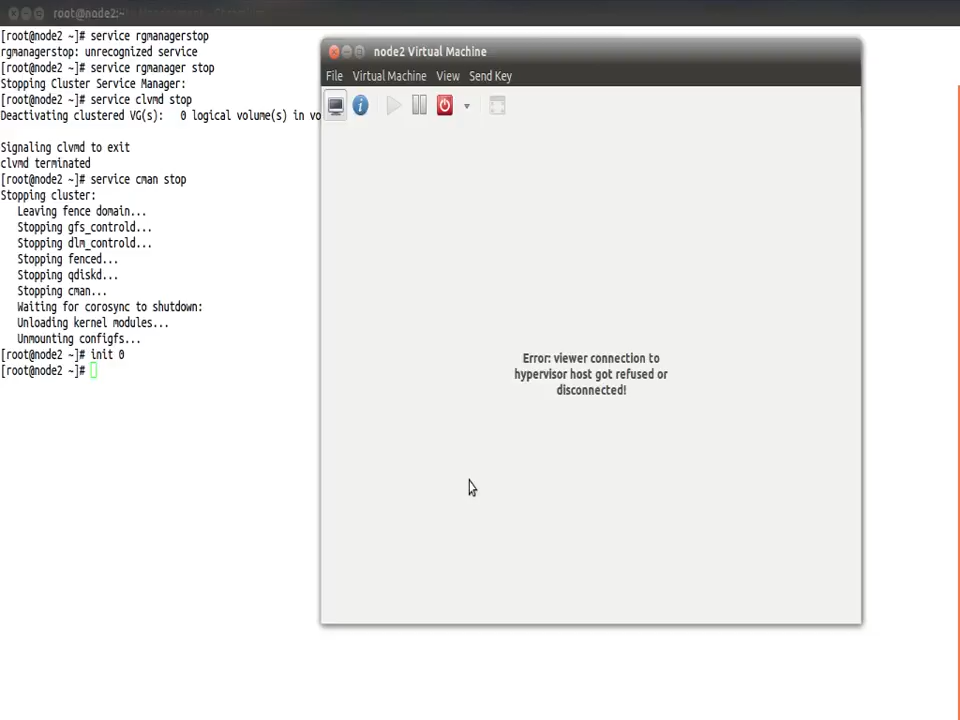 root@node2:~
[root@node2 ~]# service rgmanagerstop
rgmanagerstop: unrecognized service
[root@node2 ~]# service rgmanager stop
Stopping Cluster Service Manager:
[root@node2 ~]# service clvmd stop
Deactivating clustered VG(s):   0 logical volume(s) in vo
Signaling clvmd to exit
clvmd terminated
[root@node2 ~]# service cman stop
Stopping cluster:
   Leaving fence domain...
   Stopping gfs_controld...
   Stopping dlm_controld...
   Stopping fenced...
   Stopping qdiskd...
   Stopping cman...
   Waiting for corosync to shutdown:
   Unloading kernel modules...
   Unmounting configfs...
[root@node2 ~]# init 0
[root@node2 ~]#
node2 Virtual Machine
File Virtual Machine View Send Key
Error: viewer connection to
hypervisor host got refused or
disconnected!